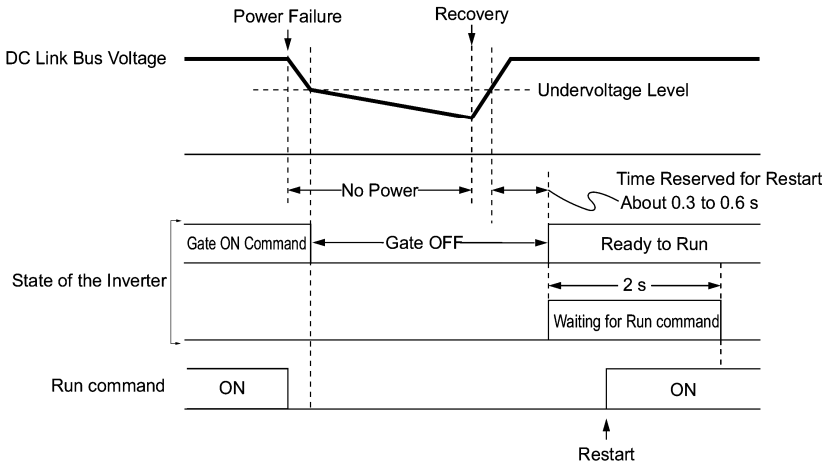 Power Failure
Recovery
DC Link Bus Voltage
Undervoltage Level
No Power
Time Reserved for Restart
About 0.3 to 0.6 s
Gate ON Command
Gate OFF
Ready to Run
State of the Inverter
2 s
Waiting for Run command
Run command
ON
ON
Restart